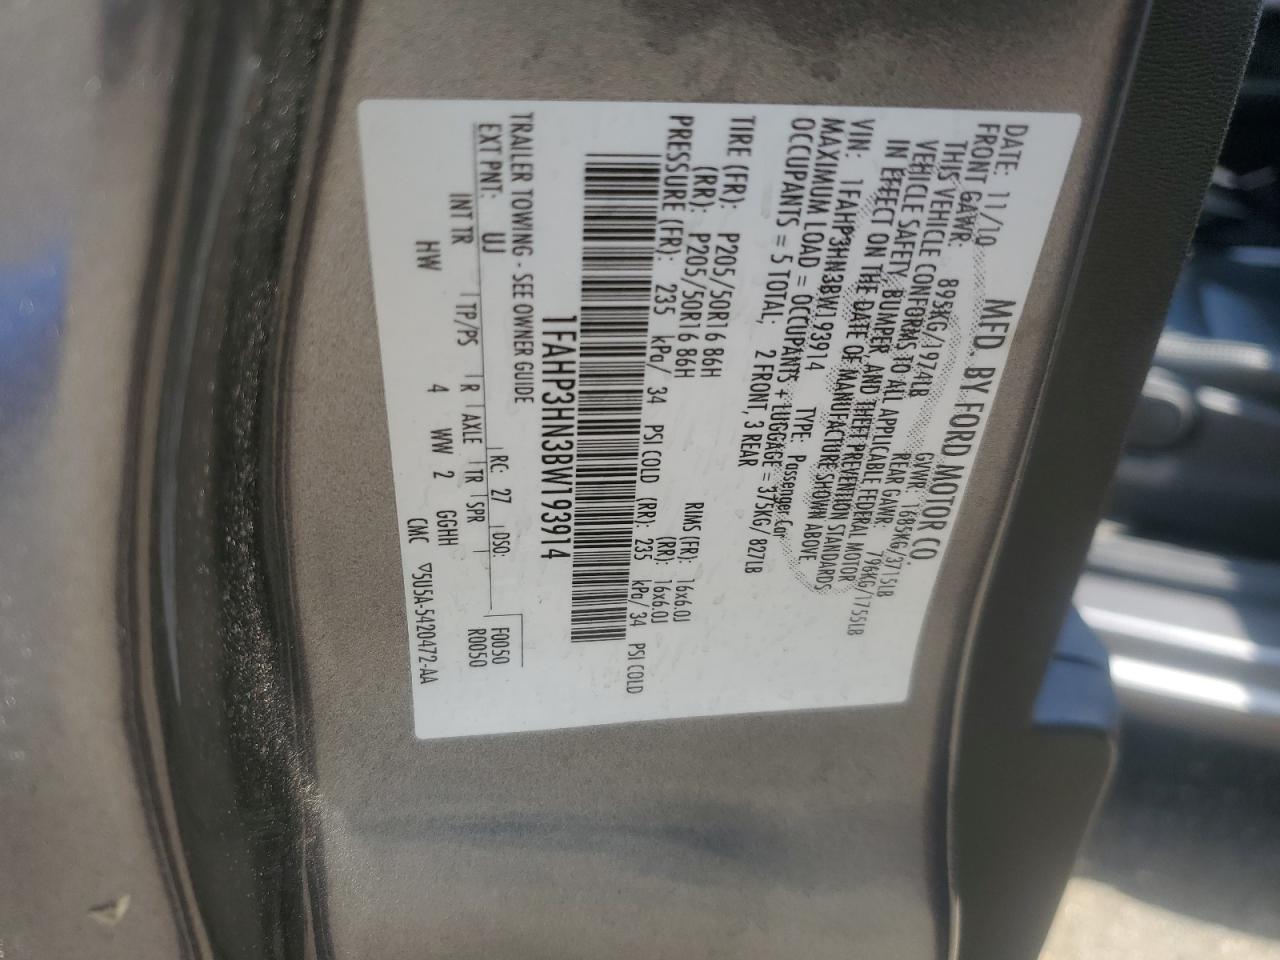 MFD. BY FORD MOTOR CO.
DATE: 11/10 GVWR: 1685KG/3715LB
FRONT GAWR: 895KG/1974LB REAR GAWR: 796KG/1755LB
THIS VEHICLE CONFORMS TO ALL APPLICABLE FEDERAL MOTOR
VEHICLE SAFETY, BUMPER, AND THEFT PREVENTION STANDARDS
IN EFFECT ON THE DATE OF MANUFACTURE SHOWN ABOVE
VIN: 1FAHP3HN3BW193914 TYPE: Passenger Car
MAXIMUM LOAD = OCCUPANTS + LUGGAGE = 375KG/ 827LB
OCCUPANTS = 5 TOTAL; 2 FRONT, 3 REAR
TIRE (FR): P205/50R16 86H RIMS (FR): 16x6.0J
(RR): P205/50R16 86H (RR): 16x6.0J
PRESSURE (FR): 235 kPa/ 34 PSI COLD (RR): 235 kPa/ 34 PSI COLD
1FAHP3HN3BW193914
TRAILER TOWING - SEE OWNER GUIDE F0050
EXT PNT: UJ RC: 27 DSO: R0050
INT TR TP/PS R AXLE TR SPR
HW 4 WW 2 GGHH
CMC ▽5U5A-5420472-AA